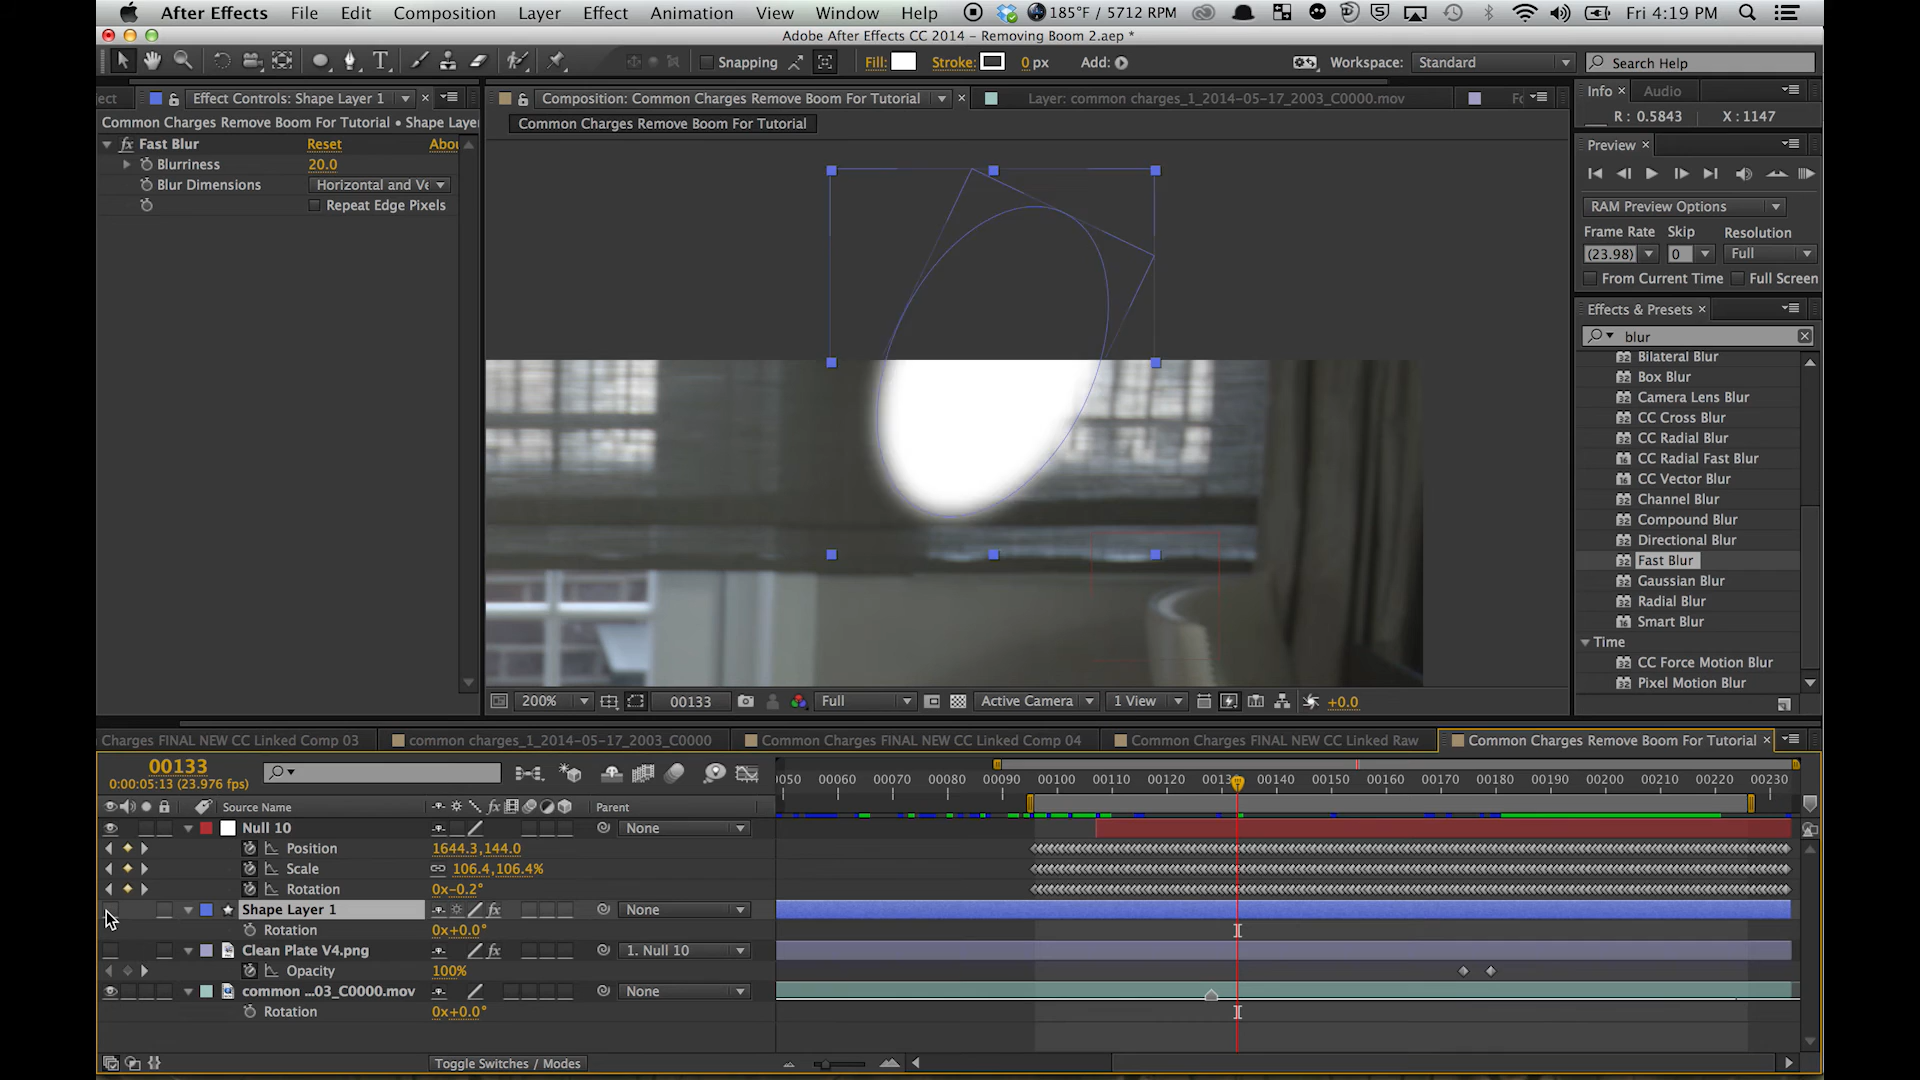 After Effects File Edit Composition Layer Effect Animation View Window Help 185°F / 5712 RPM Fri 4:19 PM
Adobe After Effects CC 2014 – Removing Boom 2.aep *
Snapping Fill: Stroke: 0 px Add: Workspace: Standard Search Help
ect Effect Controls: Shape Layer 1 × Composition: Common Charges Remove Boom For Tutorial × Layer: common charges_1_2014-05-17_2003_C0000.mov Fo
Common Charges Remove Boom For Tutorial • Shape Laye
Common Charges Remove Boom For Tutorial
fx Fast Blur Reset Abou
Blurriness 20.0
Blur Dimensions Horizontal and Ve
Repeat Edge Pixels
Info × Audio
R : 0.5843 X : 1147
Preview ×
RAM Preview Options
Frame Rate Skip Resolution
(23.98) 0 Full
From Current Time Full Screen
Effects & Presets ×
blur
Bilateral Blur
Box Blur
Camera Lens Blur
CC Cross Blur
CC Radial Blur
CC Radial Fast Blur
CC Vector Blur
Channel Blur
Compound Blur
Directional Blur
Fast Blur
Gaussian Blur
Radial Blur
Smart Blur
Time
CC Force Motion Blur
Pixel Motion Blur
200% 00133 Full Active Camera 1 View +0.0
Charges FINAL NEW CC Linked Comp 03 common charges_1_2014-05-17_2003_C0000 Common Charges FINAL NEW CC Linked Comp 04 Common Charges FINAL NEW CC Linked Raw Common Charges Remove Boom For Tutorial ×
00133
0:00:05:13 (23.976 fps)
0050 00060 00070 00080 00090 00100 00110 00120 0013 00140 00150 00160 00170 00180 00190 00200 00210 00220 00230
Source Name fx Parent
Null 10 None
Position 1644.3,144.0
Scale 106.4,106.4%
Rotation 0x-0.2°
Shape Layer 1 fx None
Rotation 0x+0.0°
Clean Plate V4.png fx 1. Null 10
Opacity 100%
common ...03_C0000.mov None
Rotation 0x+0.0°
Toggle Switches / Modes